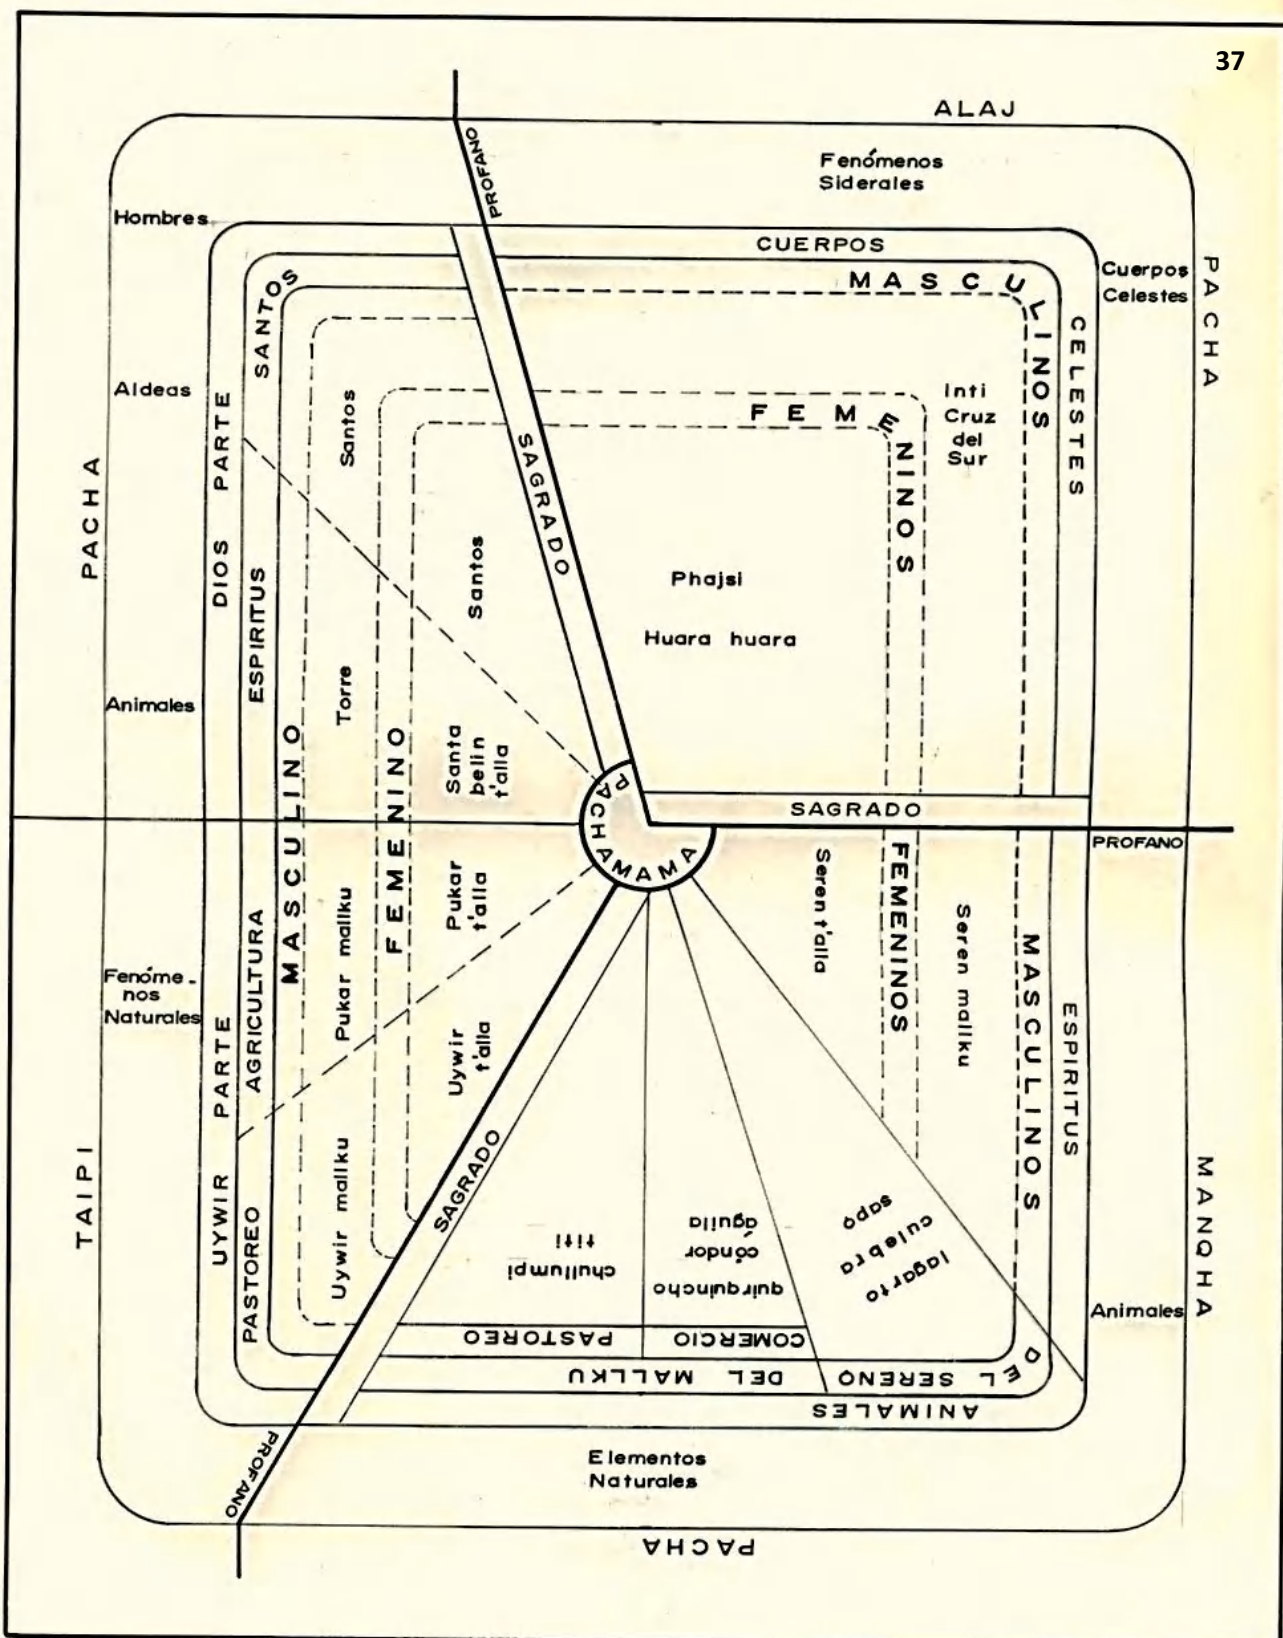 37
ALAJ
PACHA
Fenómenos
Siderales
PROFANO
Hombres
CUERPOS
CELESTES
Cuerpos
Celestes
MASCULINOS
SANTOS
Aldeas
DIOS PARTE
Santos
SAGRADO
FEMENINOS
Inti
Cruz
del
Sur
PACHA
ESPIRITUS
Santos
Phajsi
Huara huara
Animales
Torre
MASCULINO
FEMENINO
Santa
belin
t'alla
PACHAMAMA
SAGRADO
PROFANO
Pukar
t'alla
Pukar mallku
AGRICULTURA
Seren t'alla
FEMENINOS
Seren mallku
MASCULINOS
ESPIRITUS
Fenóme-
nos
Naturales
UYWIR PARTE
Uywir
t'alla
Uywir mallku
PASTOREO
TAIPI
SAGRADO
chullumpi
titi
quirquincho
cóndor
águila
lagarto
culebra
sapo
Animales
MANQHA
PASTOREO
COMERCIO
DEL MALLKU
DEL SERENO
ANIMALES
PROFANO
Elementos
Naturales
PACHA